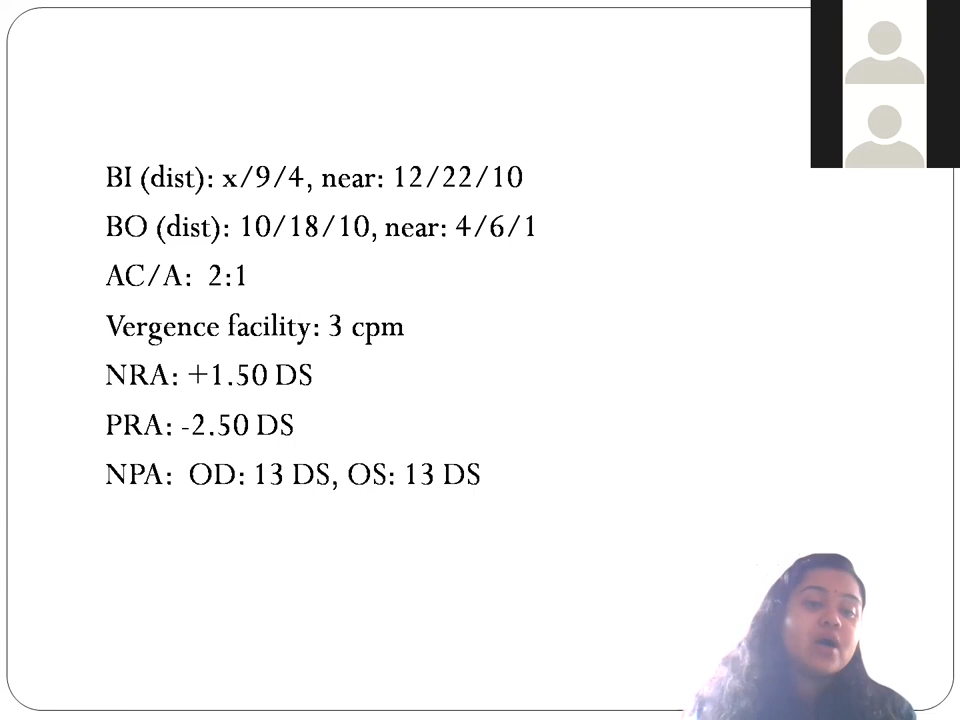 BI (dist): x/9/4, near: 12/22/10
BO (dist): 10/18/10, near: 4/6/1
AC/A: 2:1
Vergence facility: 3 cpm
NRA: +1.50 DS
PRA: -2.50 DS
NPA: OD: 13 DS, OS: 13 DS